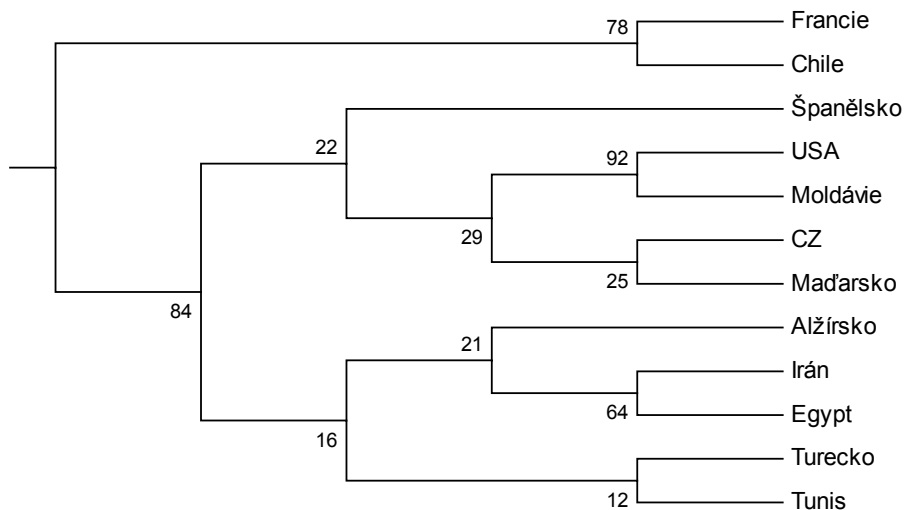 78
Francie
Chile
Španělsko
22
92
USA
Moldávie
29
CZ
25
Maďarsko
84
Alžírsko
21
Irán
64
Egypt
16
Turecko
12
Tunis